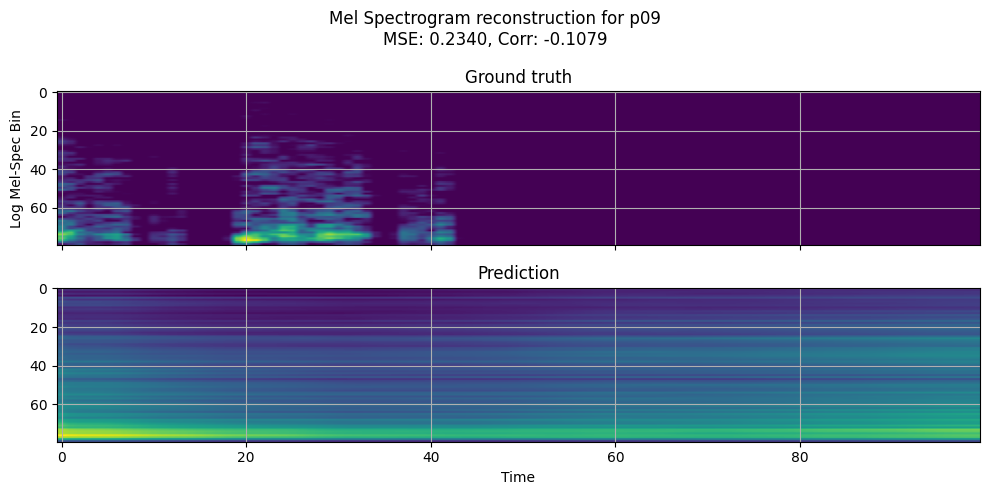 Mel Spectrogram reconstruction for p09
MSE: 0.2340, Corr: -0.1079
Ground truth
Log Mel-Spec Bin
0
20
40
60
Prediction
0
20
40
60
0 20 40 60 80
Time